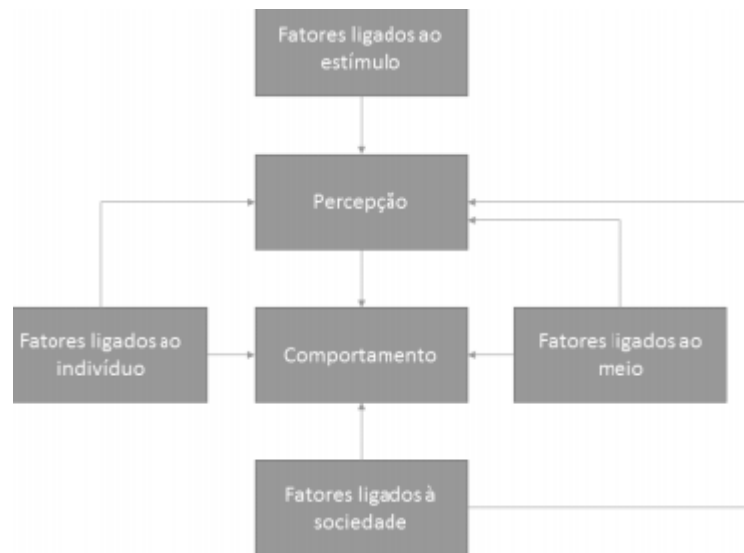 Fatores ligados ao
estímulo
Percepção
Fatores ligados ao
indivíduo
Comportamento
Fatores ligados ao
meio
Fatores ligados à
sociedade